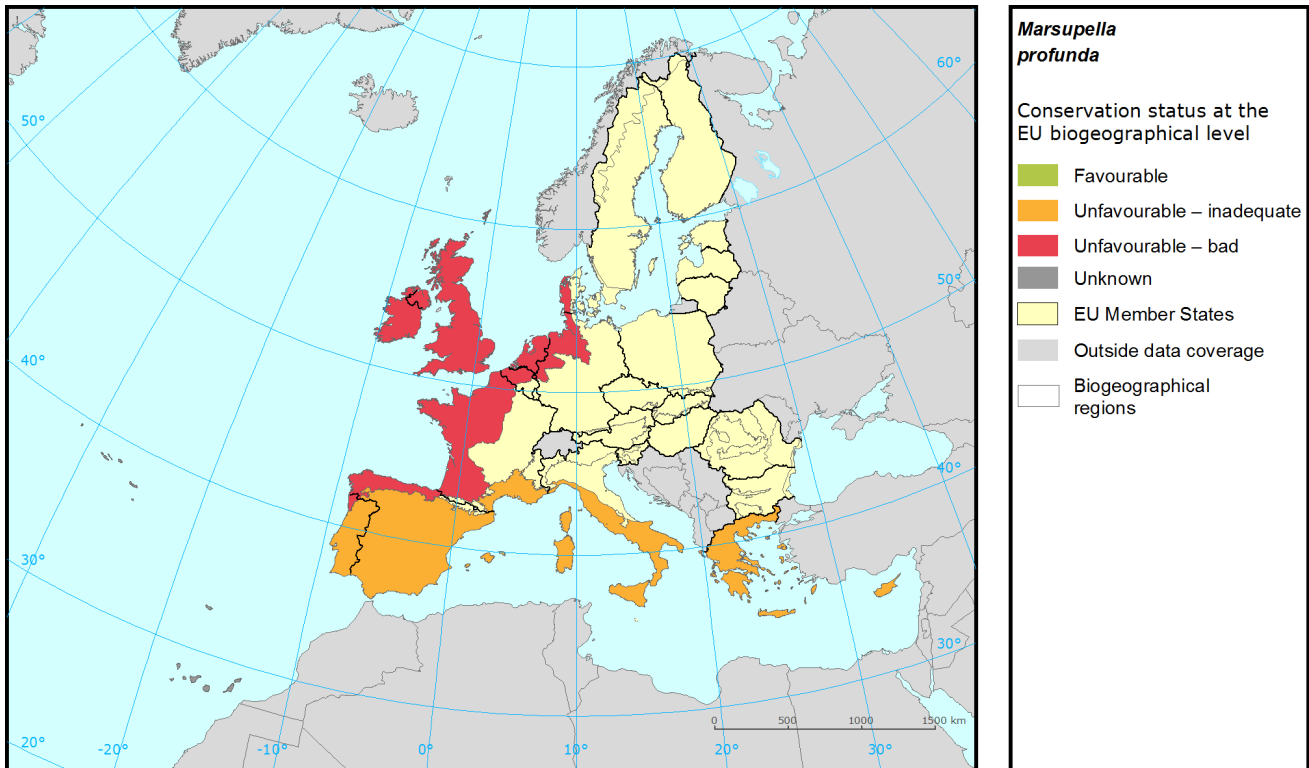 60°
50°
50°
40°
40°
30°
30°
20°
-20°
-10°
0°
10°
20°
30°
0 500 1000 1500 km
Marsupella
profunda
Conservation status at the
EU biogeographical level
Favourable
Unfavourable – inadequate
Unfavourable – bad
Unknown
EU Member States
Outside data coverage
Biogeographical
regions